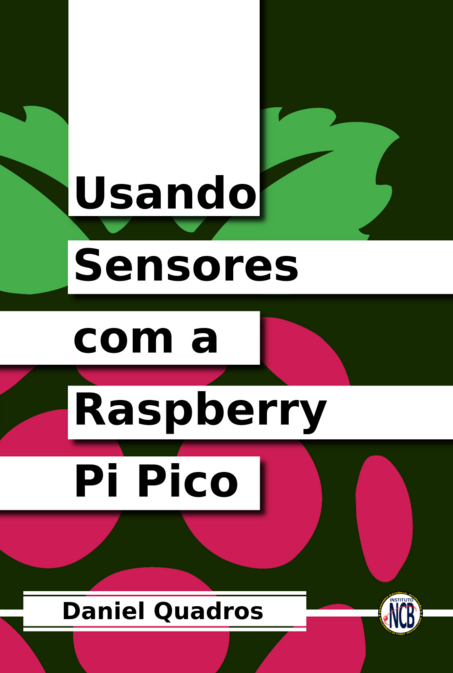 Usando
Sensores
com a
Raspberry
Pi Pico
Daniel Quadros
INSTITUTO
NCB